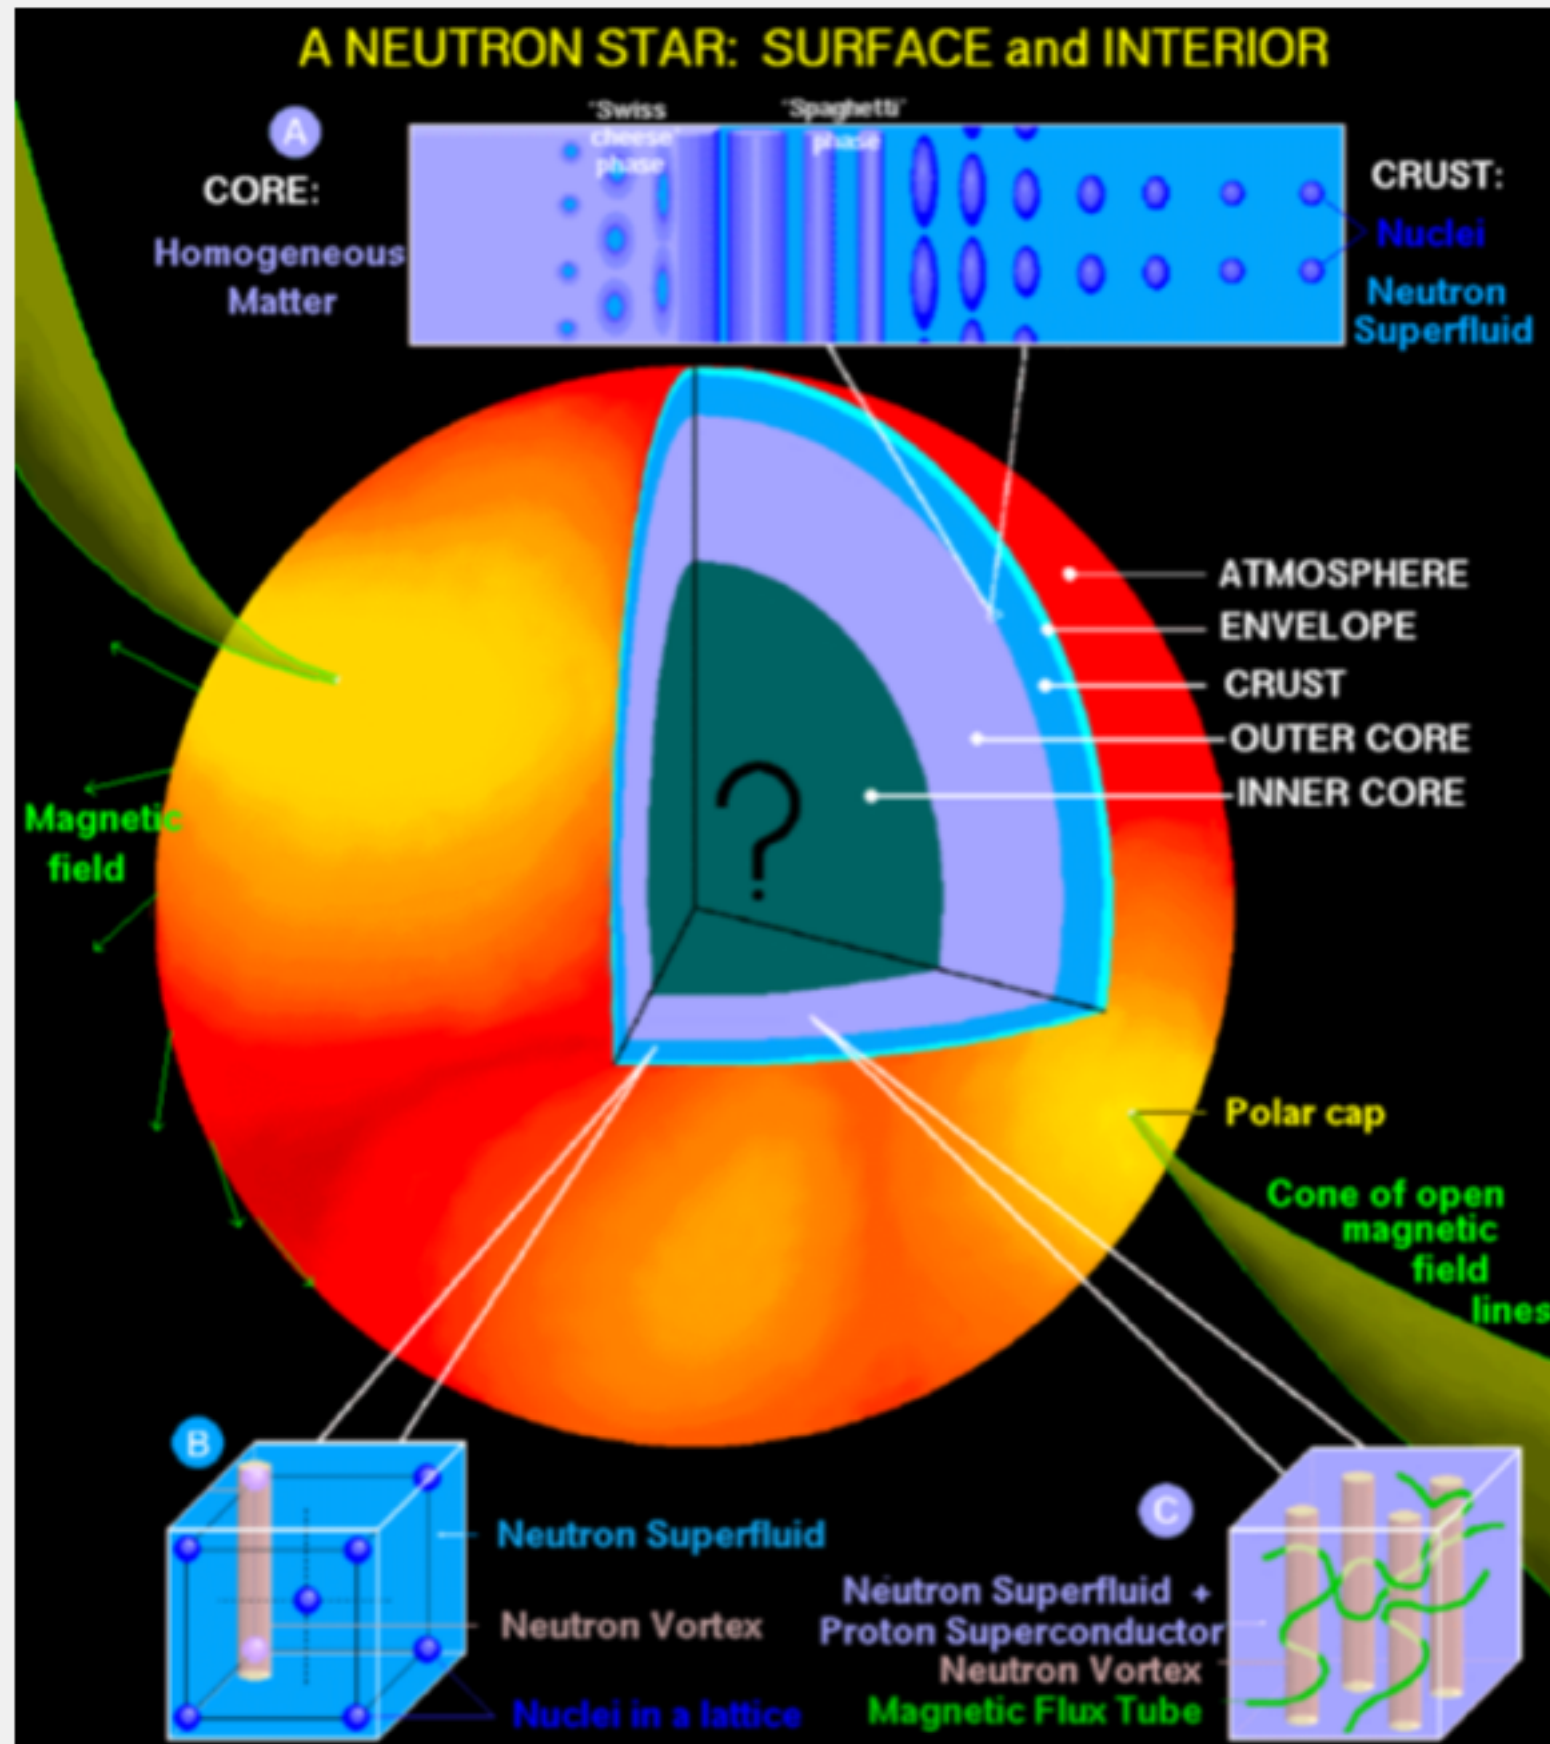 A NEUTRON STAR: SURFACE and INTERIOR
A
"Swiss
cheese"
phase
"Spaghetti"
phase
CORE:
Homogeneous
Matter
CRUST:
Nuclei
Neutron
Superfluid
ATMOSPHERE
ENVELOPE
CRUST
OUTER CORE
INNER CORE
?
Magnetic
field
Polar cap
Cone of open
magnetic
field
lines
B
Neutron Superfluid
Neutron Vortex
Nuclei in a lattice
C
Neutron Superfluid +
Proton Superconductor
Neutron Vortex
Magnetic Flux Tube